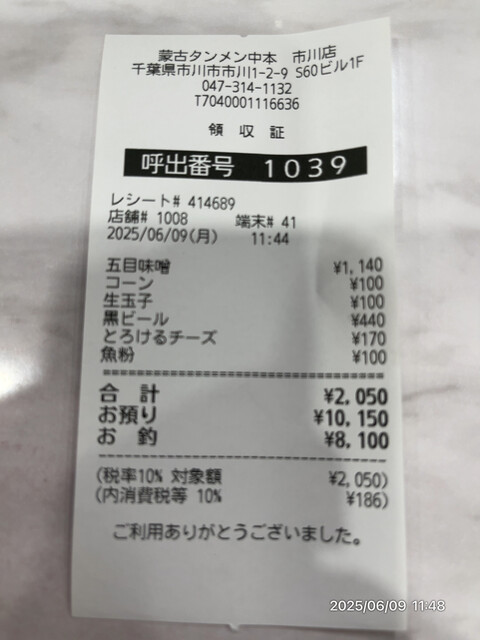 蒙古タンメン中本 市川店
千葉県市川市市川1-2-9 S60ビル1F
047-314-1132
T7040001116636
領 収 証
呼出番号 1039
レシート# 414689
店舗# 1008 端末# 41
2025/06/09(月) 11:44
五目味噌 ¥1,140
コーン ¥100
生玉子 ¥100
黒ビール ¥440
とろけるチーズ ¥170
魚粉 ¥100
合 計 ¥2,050
お預り ¥10,150
お 釣 ¥8,100
(税率10% 対象額 ¥2,050)
(内消費税等 10% ¥186)
ご利用ありがとうございました。
2025/06/09 11:48